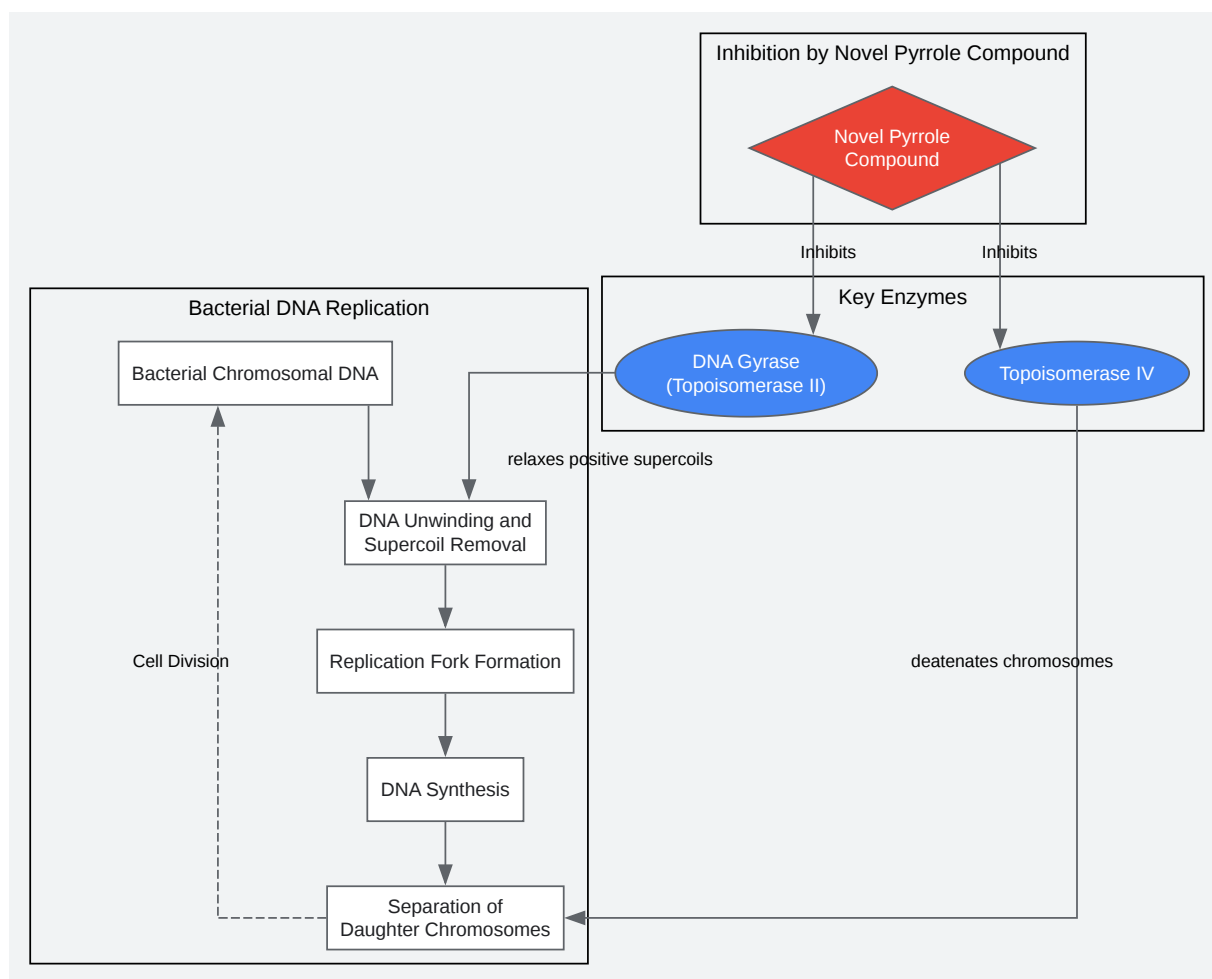 Inhibition by Novel Pyrrole Compound
Novel Pyrrole
Compound
Inhibits
Inhibits
Key Enzymes
DNA Gyrase
(Topoisomerase II)
Topoisomerase IV
Bacterial DNA Replication
Bacterial Chromosomal DNA
relaxes positive supercoils
DNA Unwinding and
Supercoil Removal
Replication Fork Formation
Cell Division
deatenates chromosomes
DNA Synthesis
Separation of
Daughter Chromosomes